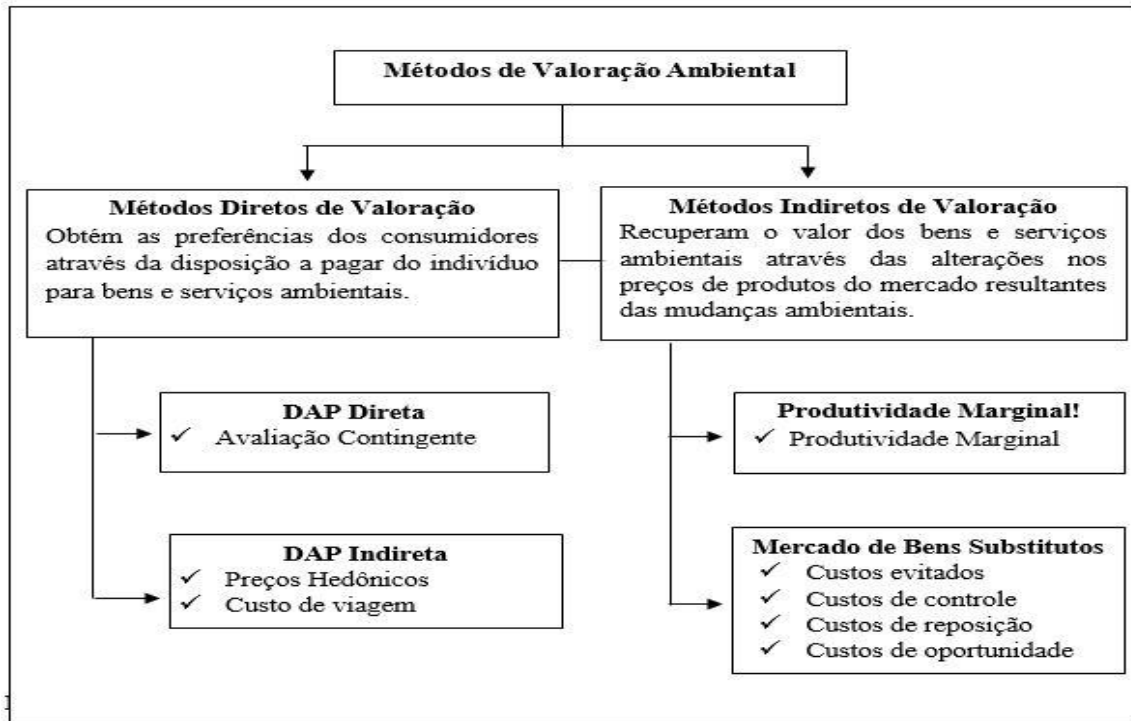 Métodos de Valoração Ambiental
Métodos Diretos de Valoração
Obtém as preferências dos consumidores
através da disposição a pagar do indivíduo
para bens e serviços ambientais.
Métodos Indiretos de Valoração
Recuperam o valor dos bens e serviços
ambientais através das alterações nos
preços de produtos do mercado resultantes
das mudanças ambientais.
DAP Direta
✓ Avaliação Contingente
Produtividade Marginal!
✓ Produtividade Marginal
DAP Indireta
✓ Preços Hedônicos
✓ Custo de viagem
Mercado de Bens Substitutos
✓ Custos evitados
✓ Custos de controle
✓ Custos de reposição
✓ Custos de oportunidade